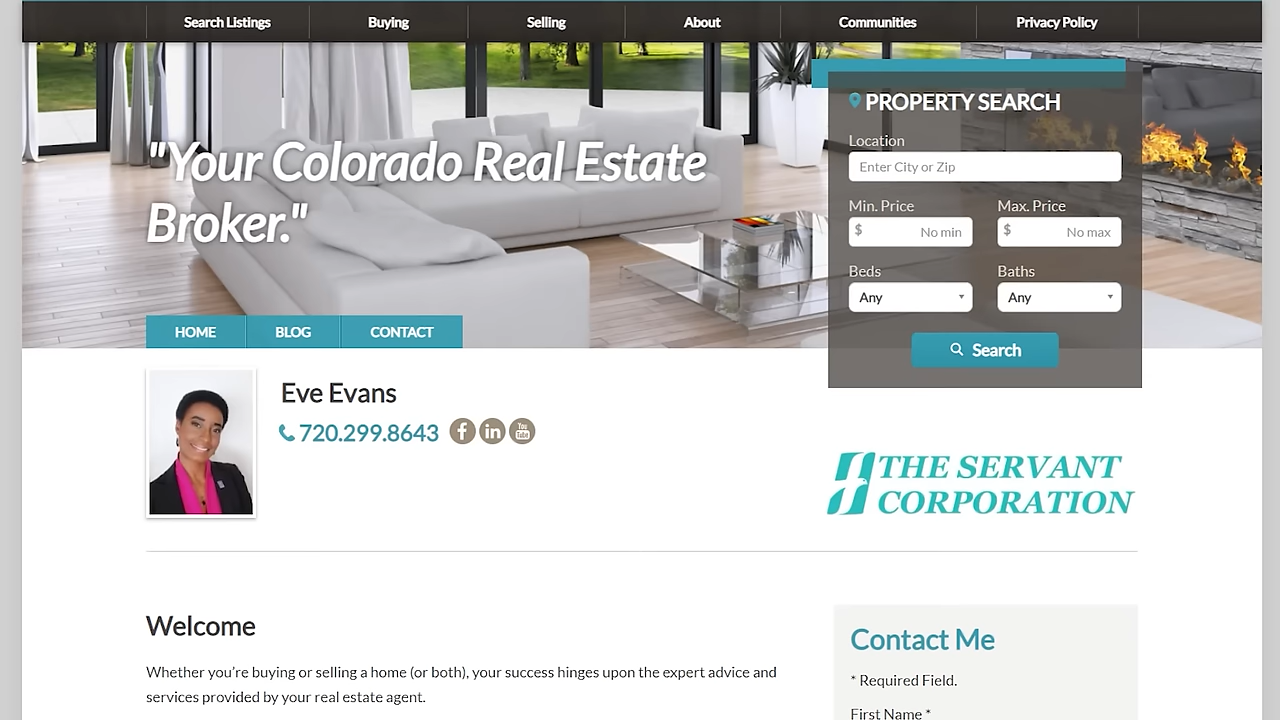 Search Listings
Buying
Selling
About
Communities
Privacy Policy
"Your Colorado Real Estate
Broker."
PROPERTY SEARCH
Location
Enter City or Zip
Min. Price
Max. Price
$ No min
$ No max
Beds
Baths
Any
Any
Search
HOME
BLOG
CONTACT
Eve Evans
720.299.8643
You
Tube
THE SERVANT
CORPORATION
Welcome
Whether you’re buying or selling a home (or both), your success hinges upon the expert advice and
services provided by your real estate agent.
Contact Me
* Required Field.
First Name *